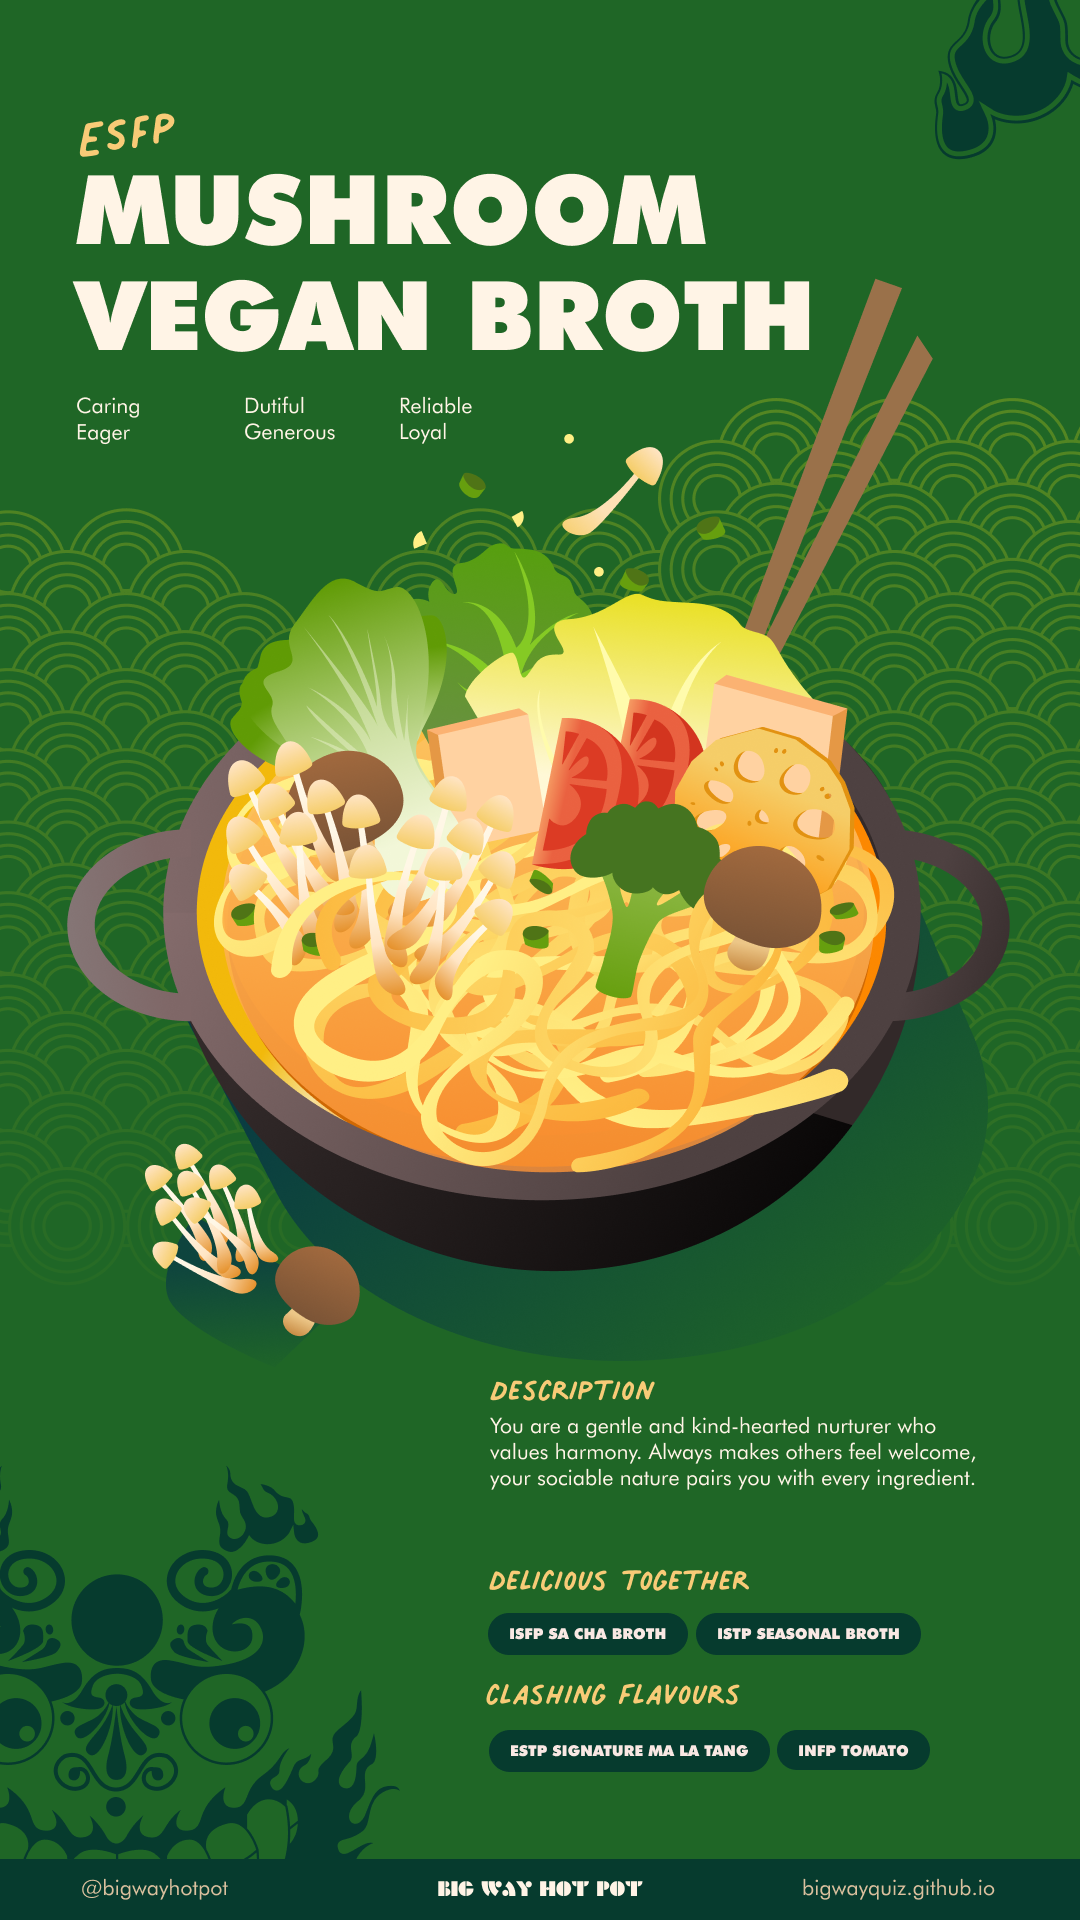 ESFP
MUSHROOM
VEGAN BROTH
Caring
Eager
Dutiful
Generous
Reliable
Loyal
DESCRIPTION
You are a gentle and kind-hearted nurturer who
values harmony. Always makes others feel welcome,
your sociable nature pairs you with every ingredient.
DELICIOUS TOGETHER
ISFP SA CHA BROTH
ISTP SEASONAL BROTH
CLASHING FLAVOURS
ESTP SIGNATURE MA LA TANG
INFP TOMATO
@bigwayhotpot
BIG WAY HOT POT
bigwayquiz.github.io